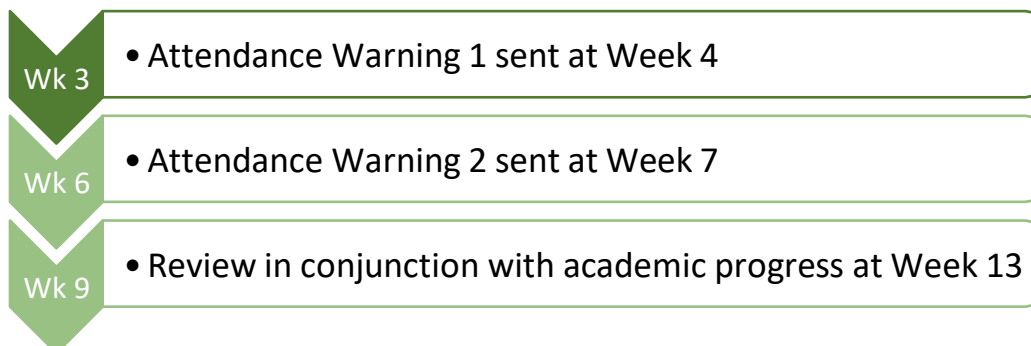 Wk 3
• Attendance Warning 1 sent at Week 4
Wk 6
• Attendance Warning 2 sent at Week 7
Wk 9
• Review in conjunction with academic progress at Week 13